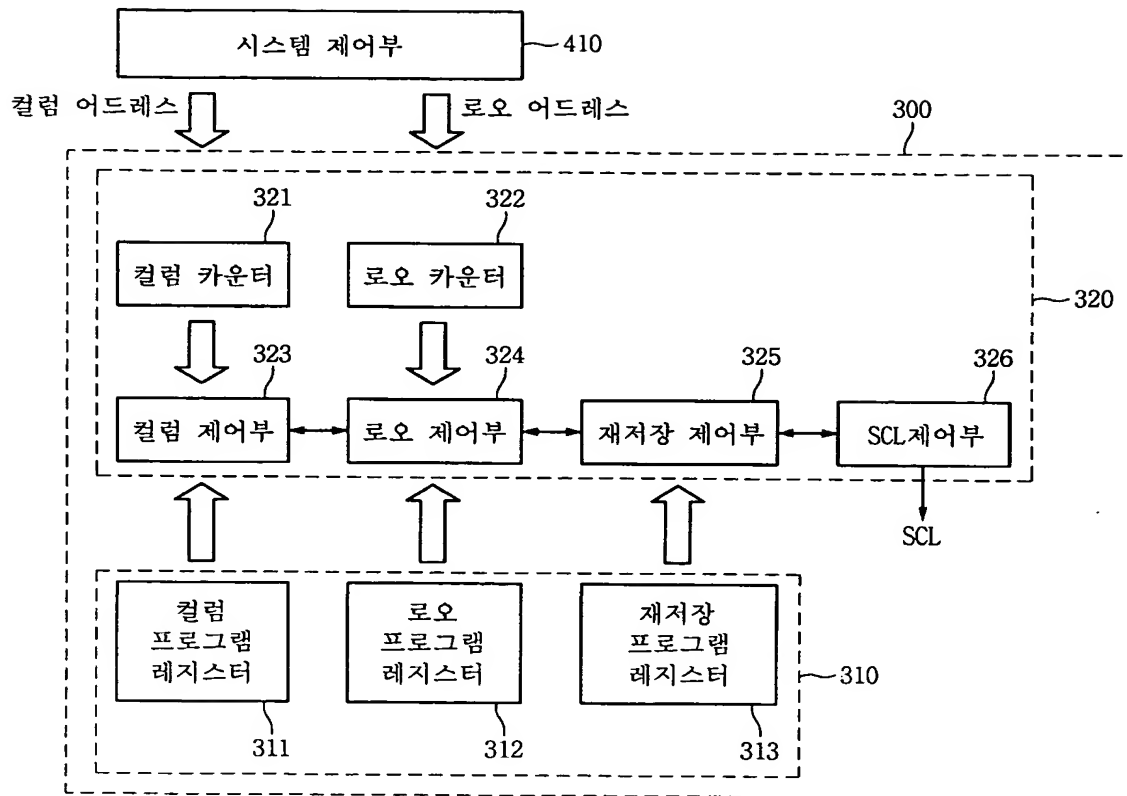 시스템 제어부
410
컬럼 어드레스
로오 어드레스
300
321
322
컬럼 카운터
로오 카운터
320
323
324
325
326
컬럼 제어부
로오 제어부
재저장 제어부
SCL제어부
SCL
컬럼
프로그램
레지스터
로오
프로그램
레지스터
재저장
프로그램
레지스터
310
311
312
313